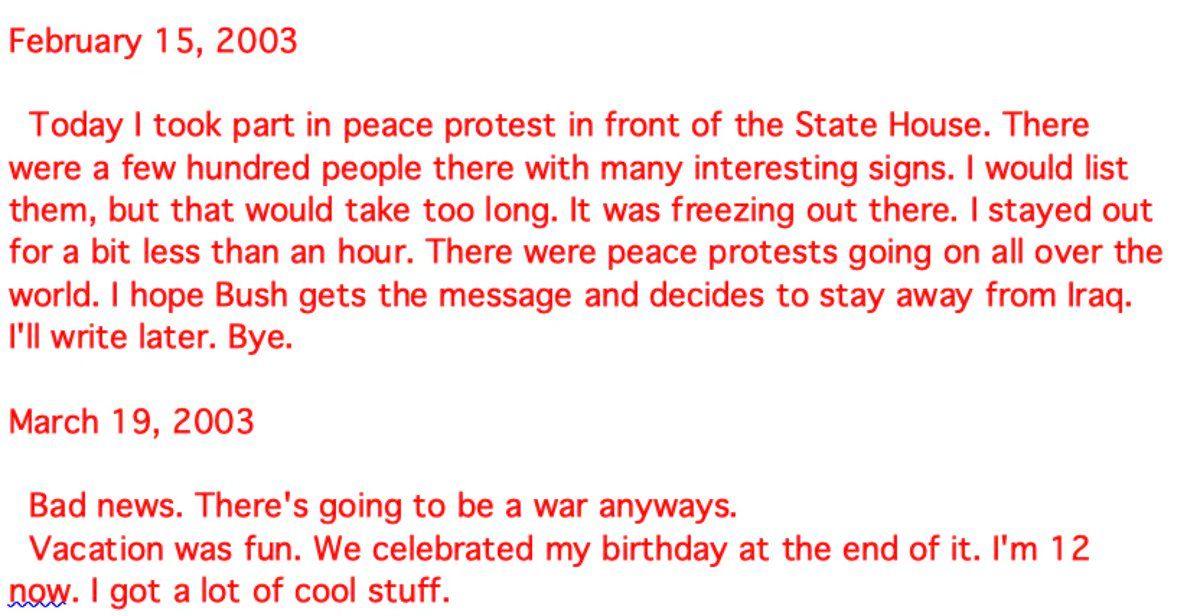 February 15, 2003
Today I took part in peace protest in front of the State House. There
were a few hundred people there with many interesting signs. I would list
them, but that would take too long. It was freezing out there. I stayed out
for a bit less than an hour. There were peace protests going on all over the
world. I hope Bush gets the message and decides to stay away from Iraq.
I'll write later. Bye.
March 19, 2003
Bad news. There's going to be a war anyways.
Vacation was fun. We celebrated my birthday at the end of it. I'm 12
now. I got a lot of cool stuff.